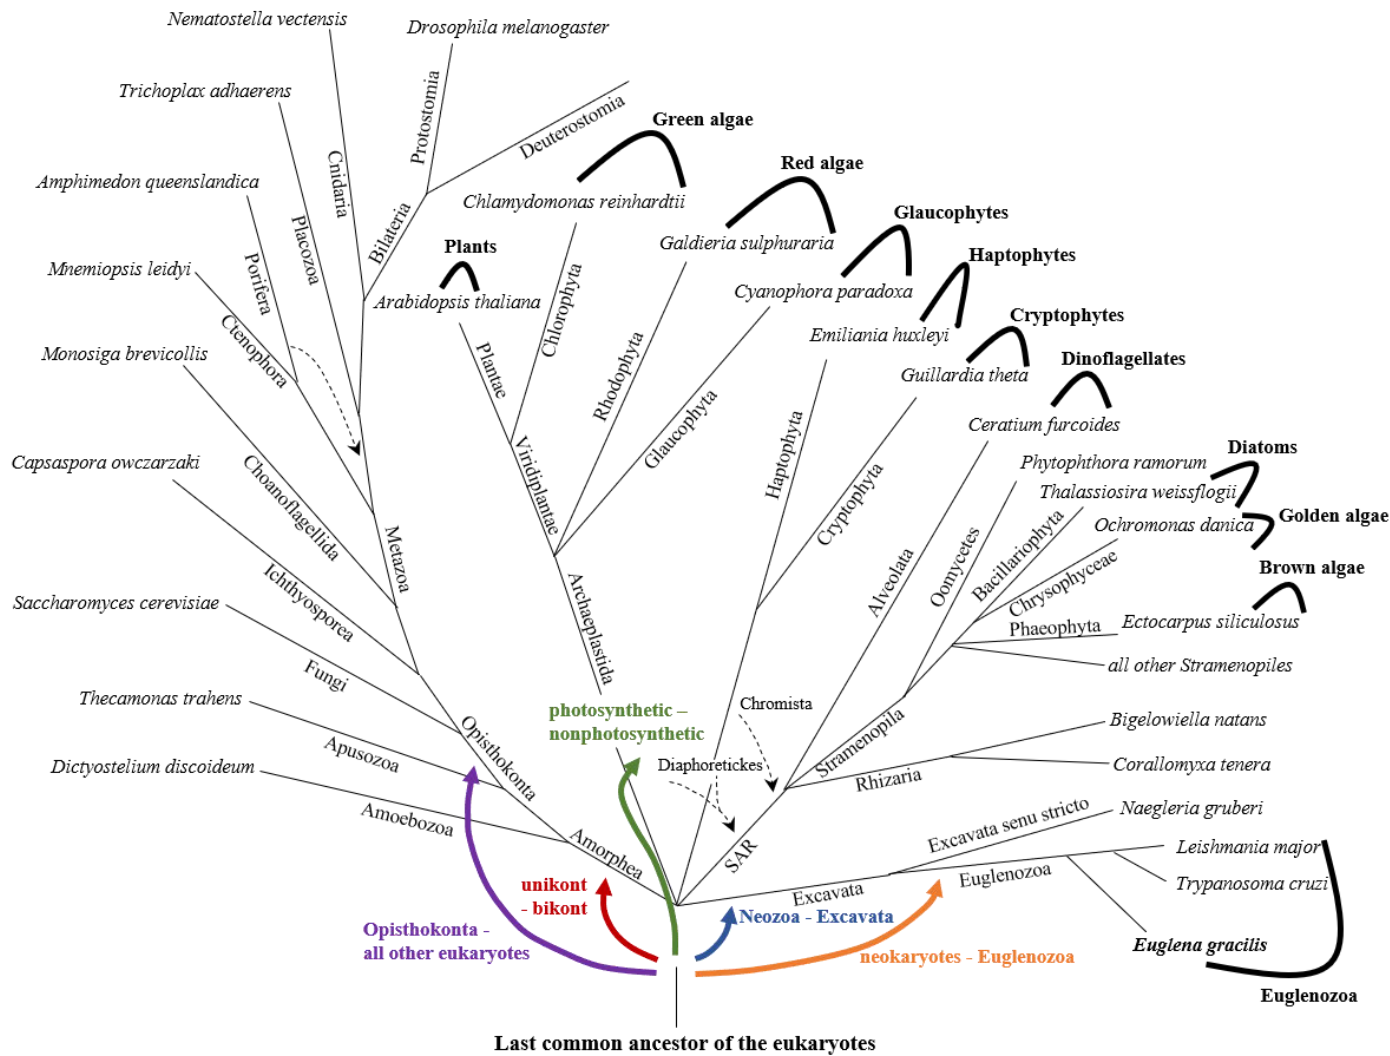 Nematostella vectensis
Drosophila melanogaster
Trichoplax adhaerens
Protostomia
Deuterostomia
Green algae
Cnidaria
Red algae
Amphimedon queenslandica
Chlamydomonas reinhardtii
Placozoa
Bilateria
Glaucophytes
Plants
Galdieria sulphuraria
Haptophytes
Mnemiopsis leidyi
Porifera
Arabidopsis thaliana
Cyanophora paradoxa
Chlorophyta
Cryptophytes
Emiliania huxleyi
Ctenophora
Monosiga brevicollis
Plantae
Rhodophyta
Dinoflagellates
Guillardia theta
Glaucophyta
Ceratium furcoides
Haptophyta
Diatoms
Capsaspora owczarzaki
Choanoflagellida
Viridiplantae
Cryptophyta
Phytophthora ramorum
Thalassiosira weissflogii
Golden algae
Ochromonas danica
Metazoa
Alveolata
Oomycetes
Bacillariophyta
Brown algae
Chrysophyceae
Ichthyosporea
Saccharomyces cerevisiae
Archaeplastida
Phaeophyta
Ectocarpus siliculosus
all other Stramenopiles
Fungi
Thecamonas trahens
photosynthetic –
nonphotosynthetic
Chromista
Bigelowiella natans
Opisthokonta
Stramenopila
Apusozoa
Diaphoretickes
Corallomyxa tenera
Dictyostelium discoideum
Rhizaria
Amoebozoa
Naegleria gruberi
Excavata senu stricto
Amorphea
SAR
Leishmania major
Euglenozoa
Trypanosoma cruzi
unikont
- bikont
Excavata
Neozoa - Excavata
Opisthokonta -
all other eukaryotes
Euglena gracilis
neokaryotes - Euglenozoa
Euglenozoa
Last common ancestor of the eukaryotes